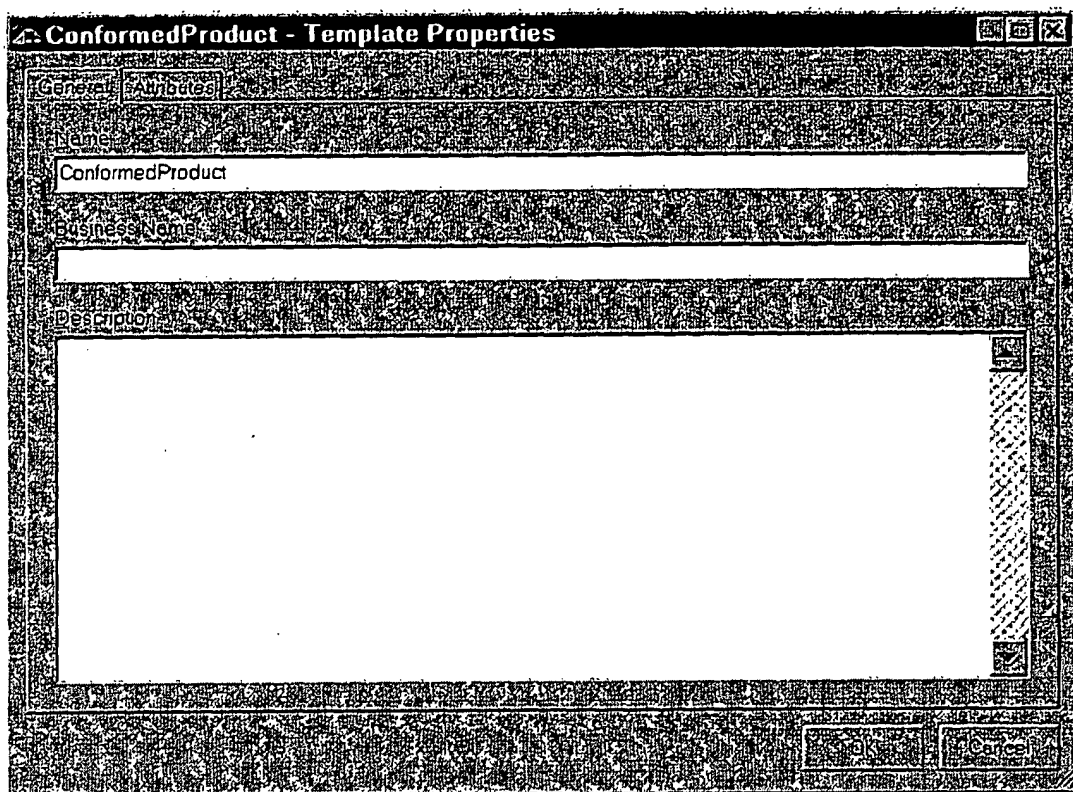 ConformedProduct - Template Properties
General Attributes
Name
ConformedProduct
Business Name
Description
OK Cancel